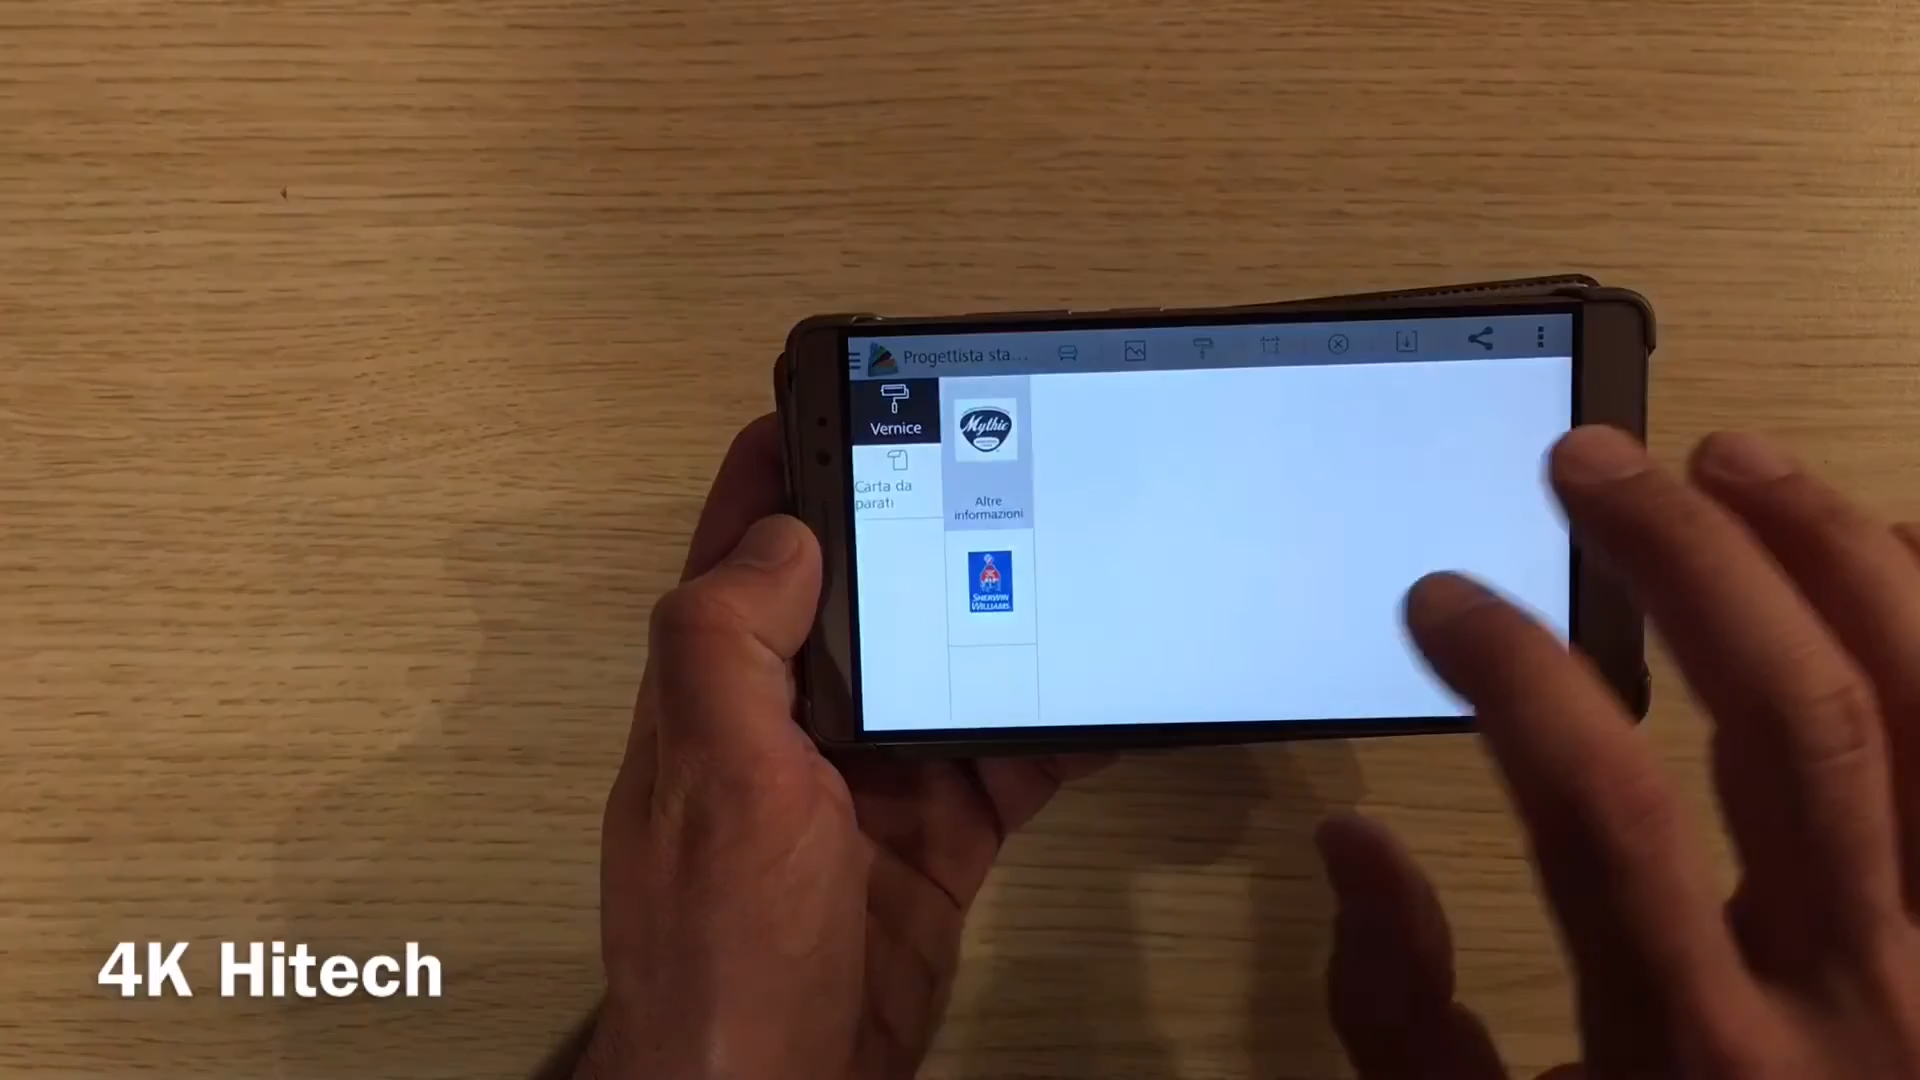 Progettista sta...
Vernice
Carta da
parati
Mythic
Altre
informazioni
SHERWIN
WILLIAMS
4K Hitech